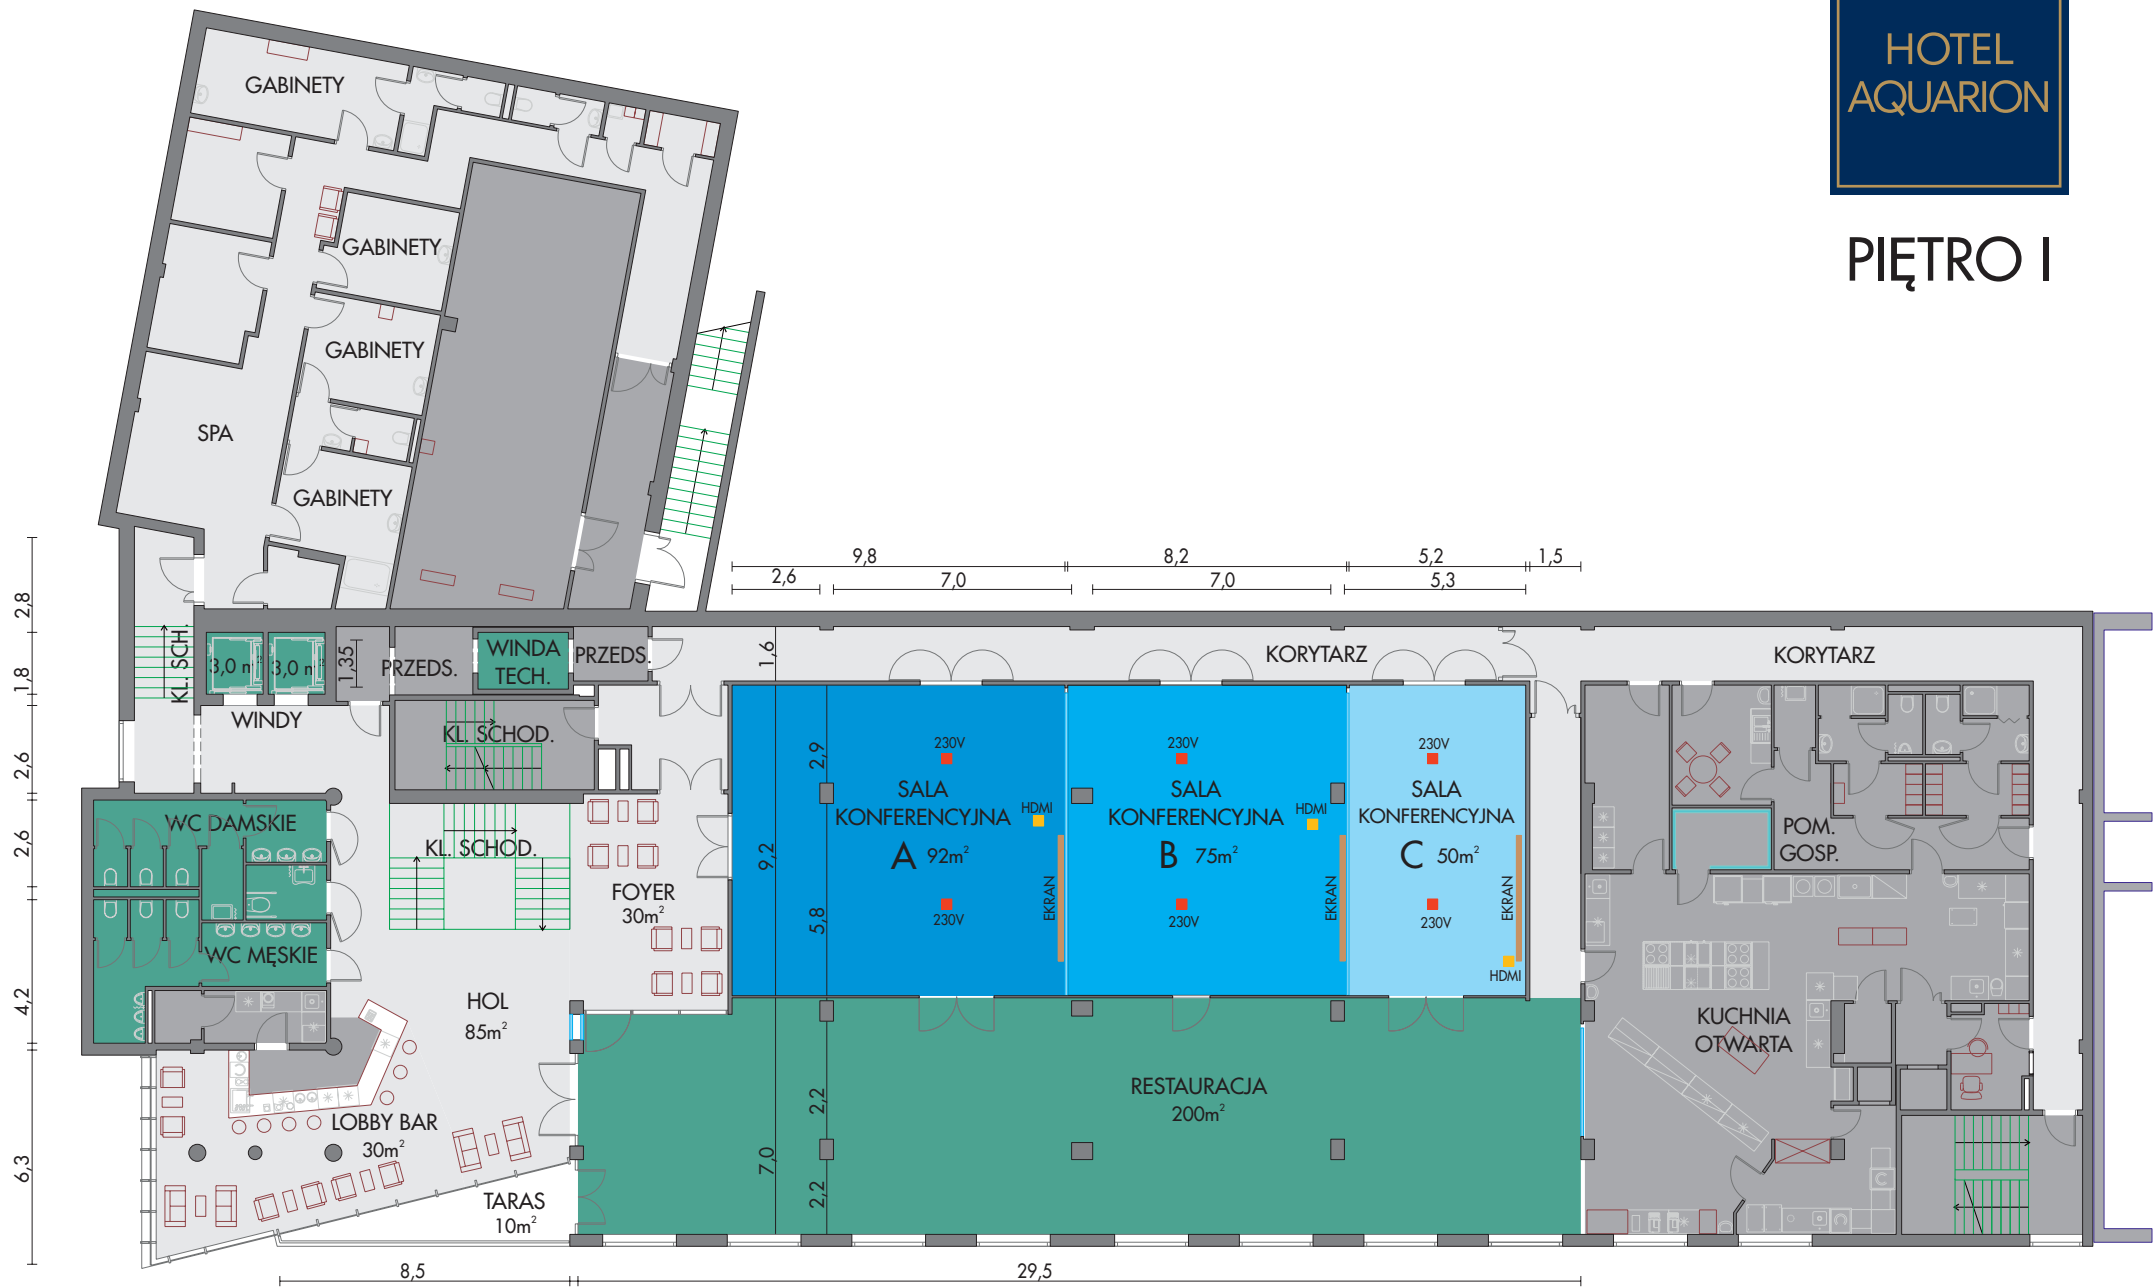 HOTEL
AQUARION
PIĘTRO I
GABINETY
GABINETY
GABINETY
SPA
GABINETY
9,8
8,2
5,2
1,5
2,6
7,0
7,0
5,3
2,8
1,8
2,6
2,6
4,2
6,3
KL. SCH.
3,0 m²
3,0 m²
1,35
PRZEDS.
WINDA
TECH.
PRZEDS.
1,6
KORYTARZ
KORYTARZ
WINDY
KL. SCHOD.
KL. SCHOD.
WC DAMSKIE
WC MĘSKIE
FOYER
30m²
HOL
85m²
LOBBY BAR
30m²
TARAS
10m²
2,9
9,2
5,8
230V
SALA
KONFERENCYJNA
A 92m²
HDMI
EKRAN
230V
230V
SALA
KONFERENCYJNA
B 75m²
HDMI
EKRAN
230V
230V
SALA
KONFERENCYJNA
C 50m²
EKRAN
230V
HDMI
POM.
GOSP.
KUCHNIA
OTWARTA
RESTAURACJA
200m²
2,2
7,0
2,2
8,5
29,5